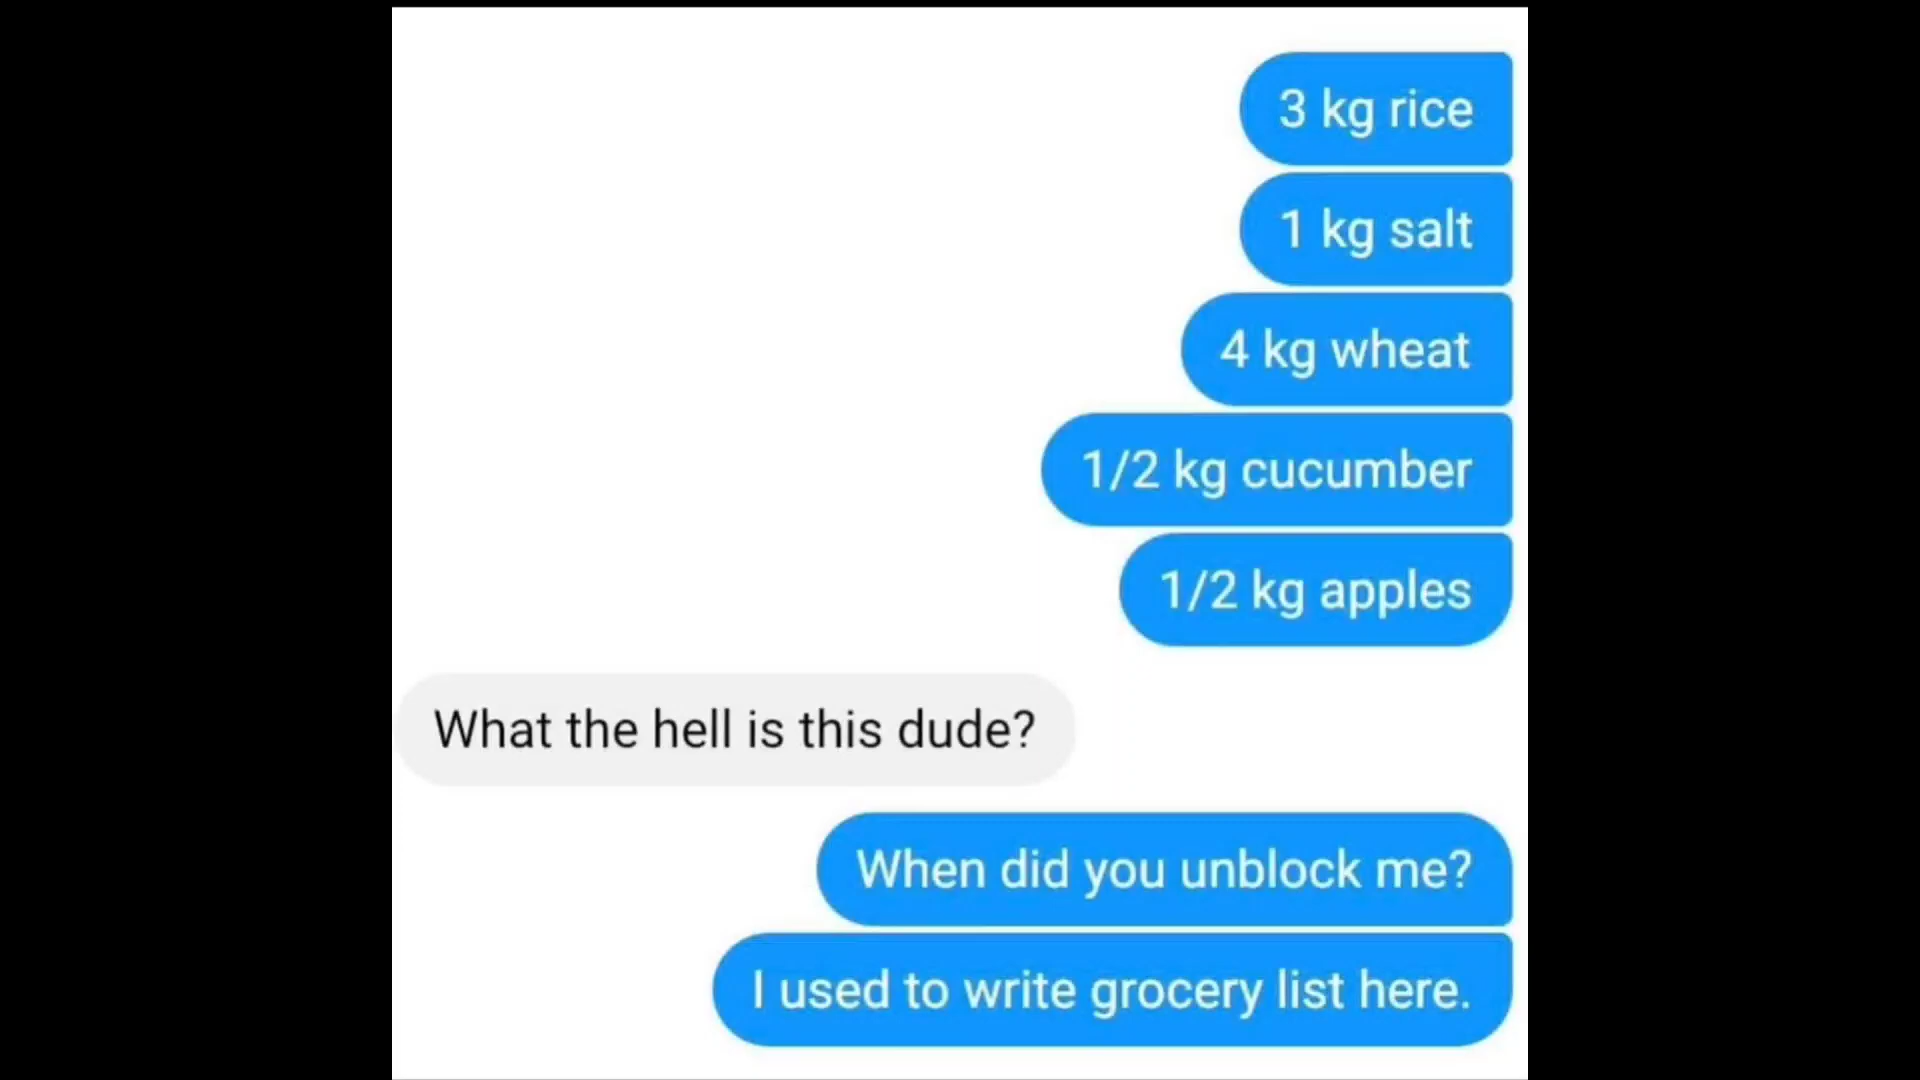 3 kg rice
1 kg salt
4 kg wheat
1/2 kg cucumber
1/2 kg apples
What the hell is this dude?
When did you unblock me?
I used to write grocery list here.